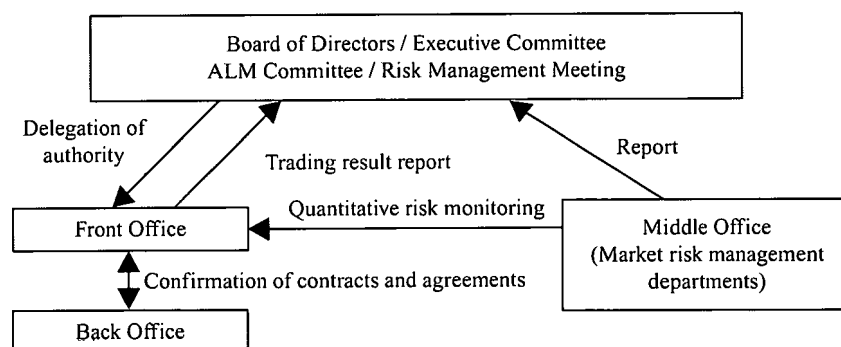 Board of Directors / Executive Committee
ALM Committee / Risk Management Meeting
Delegation of
authority
Trading result report
Report
Quantitative risk monitoring
Front Office
Middle Office
(Market risk management
departments)
Confirmation of contracts and agreements
Back Office